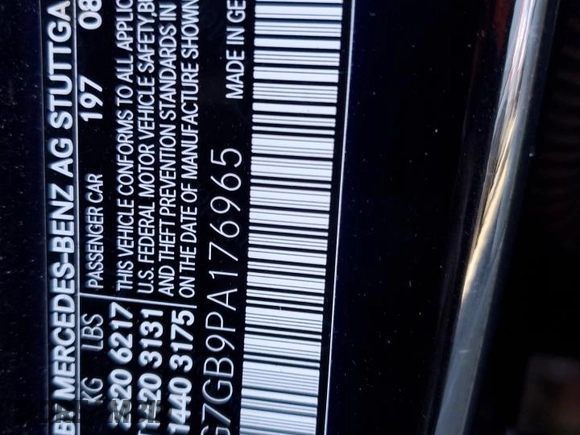 BY MERCEDES-BENZ AG STUTTGA
KG LBS PASSENGER CAR 197 08
20 6217 THIS VEHICLE CONFORMS TO ALL APPLIC
20 3131 U.S. FEDERAL MOTOR VEHICLE SAFETY, B
1440 3175 AND THEFT PREVENTION STANDARDS IN
ON THE DATE OF MANUFACTURE SHOWN
G7GB9PA176965 MADE IN GE